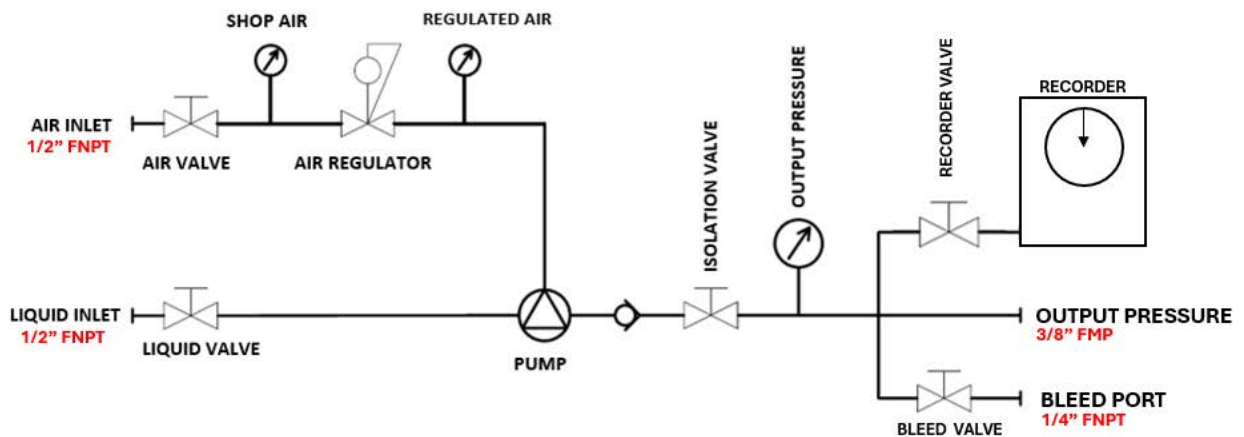 SHOP AIR
REGULATED AIR
AIR INLET
1/2” FNPT
AIR VALVE
AIR REGULATOR
ISOLATION VALVE
OUTPUT PRESSURE
RECORDER VALVE
RECORDER
LIQUID INLET
1/2” FNPT
LIQUID VALVE
PUMP
OUTPUT PRESSURE
3/8” FMP
BLEED PORT
1/4” FNPT
BLEED VALVE